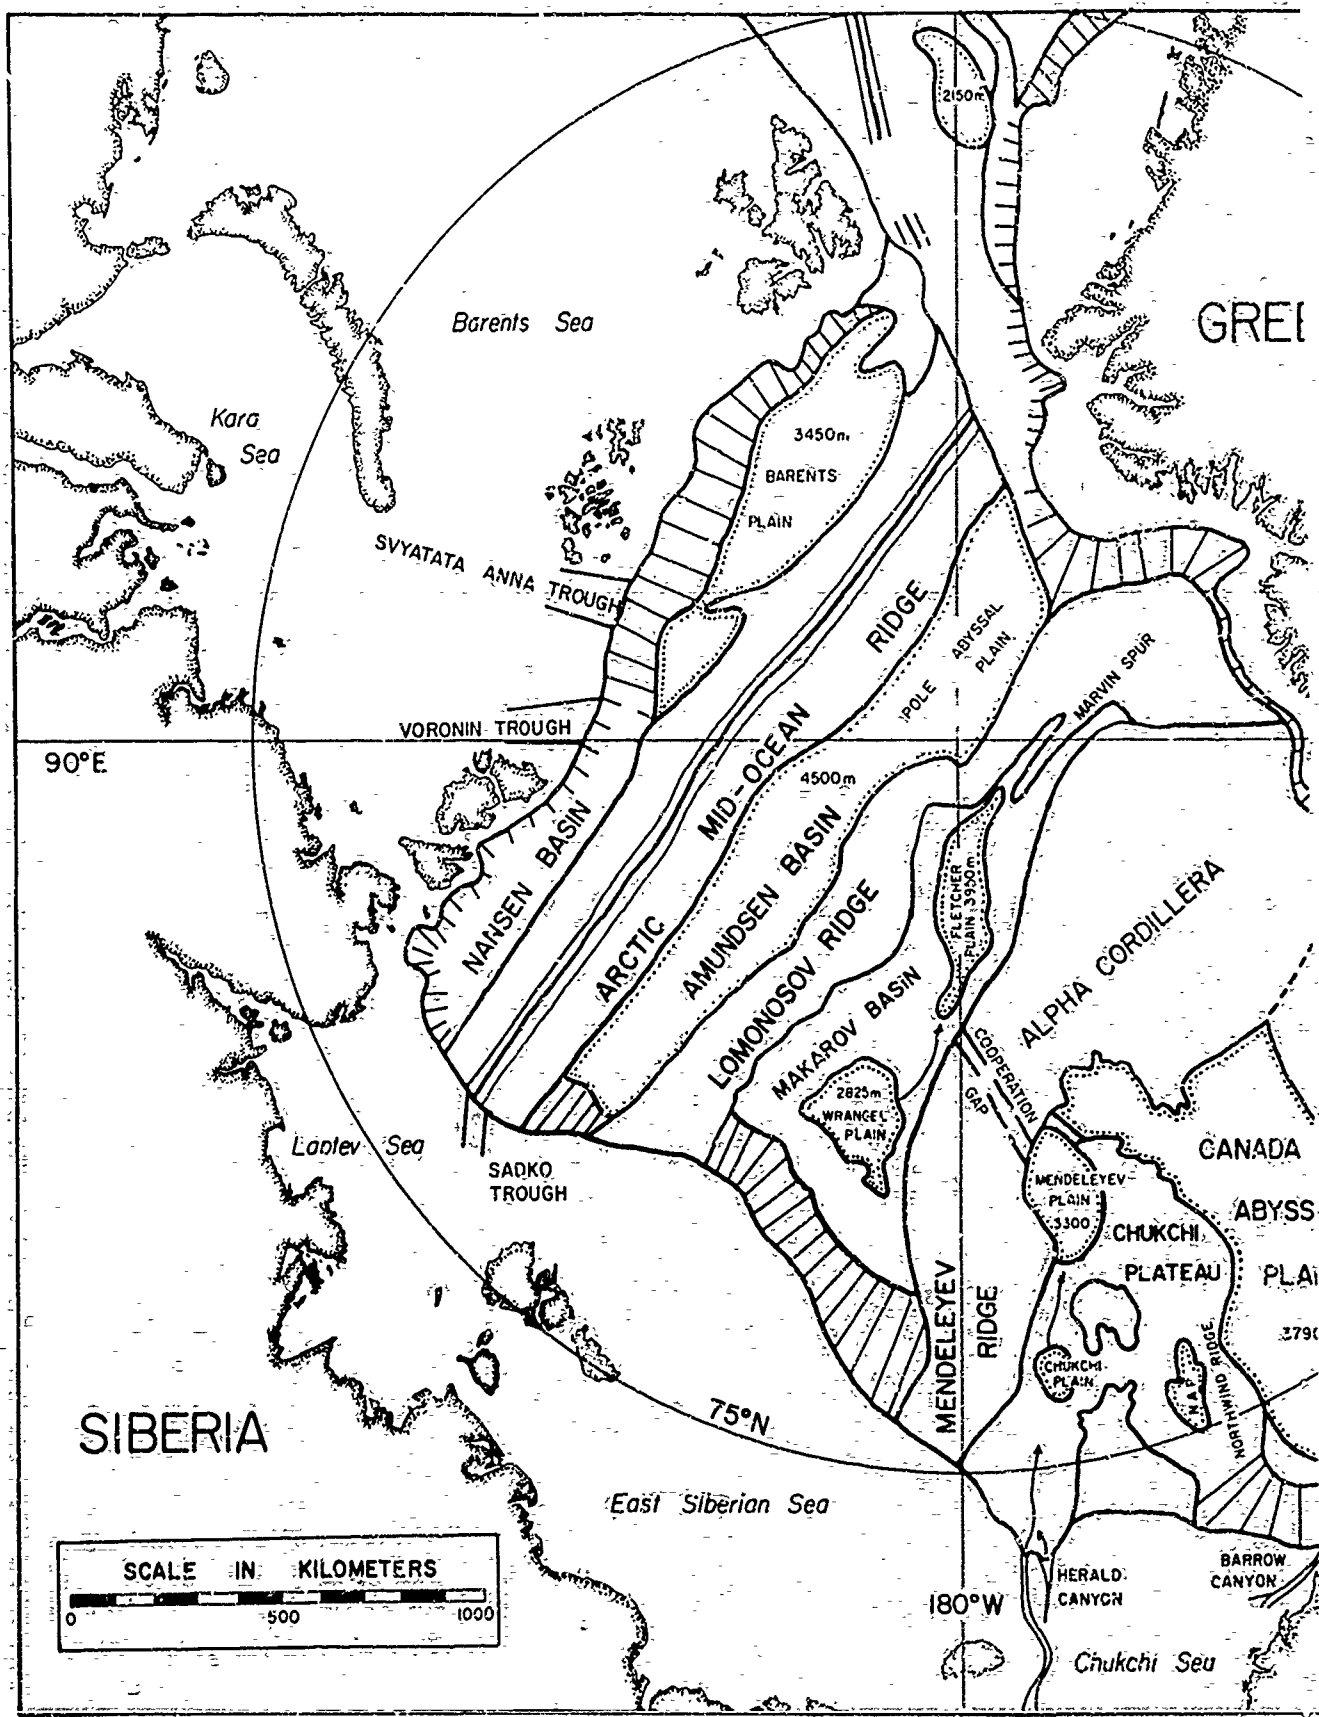 2150m
GREE
Barents Sea
Kara
Sea
3450m
BARENTS
PLAIN
SVYATATA ANNA TROUGH
RIDGE
ABYSSAL
PLAIN
POLE
MARVIN SPUR
VORONIN TROUGH
90°E
MID-OCEAN
4500m
NANSEN BASIN
ARCTIC
AMUNDSEN BASIN
LOMONOSOV RIDGE
FLETCHER
PLAIN 3950m
MAKAROV BASIN
ALPHA CORDILLERA
COOPERATION
GAP
2825m
WRANGEL
PLAIN
Laptev Sea
SADKO
TROUGH
CANADA
ABYSS
PLAI
3790
MENDELEYEV
PLAIN
3300
CHUKCHI
PLATEAU
MENDELEYEV
RIDGE
CHUKCHI
PLAIN
N A P
NORTHWIND RIDGE
75°N
SIBERIA
East Siberian Sea
SCALE IN KILOMETERS
0 500 1000
180°W
HERALD
CANYON
BARROW
CANYON
Chukchi Sea